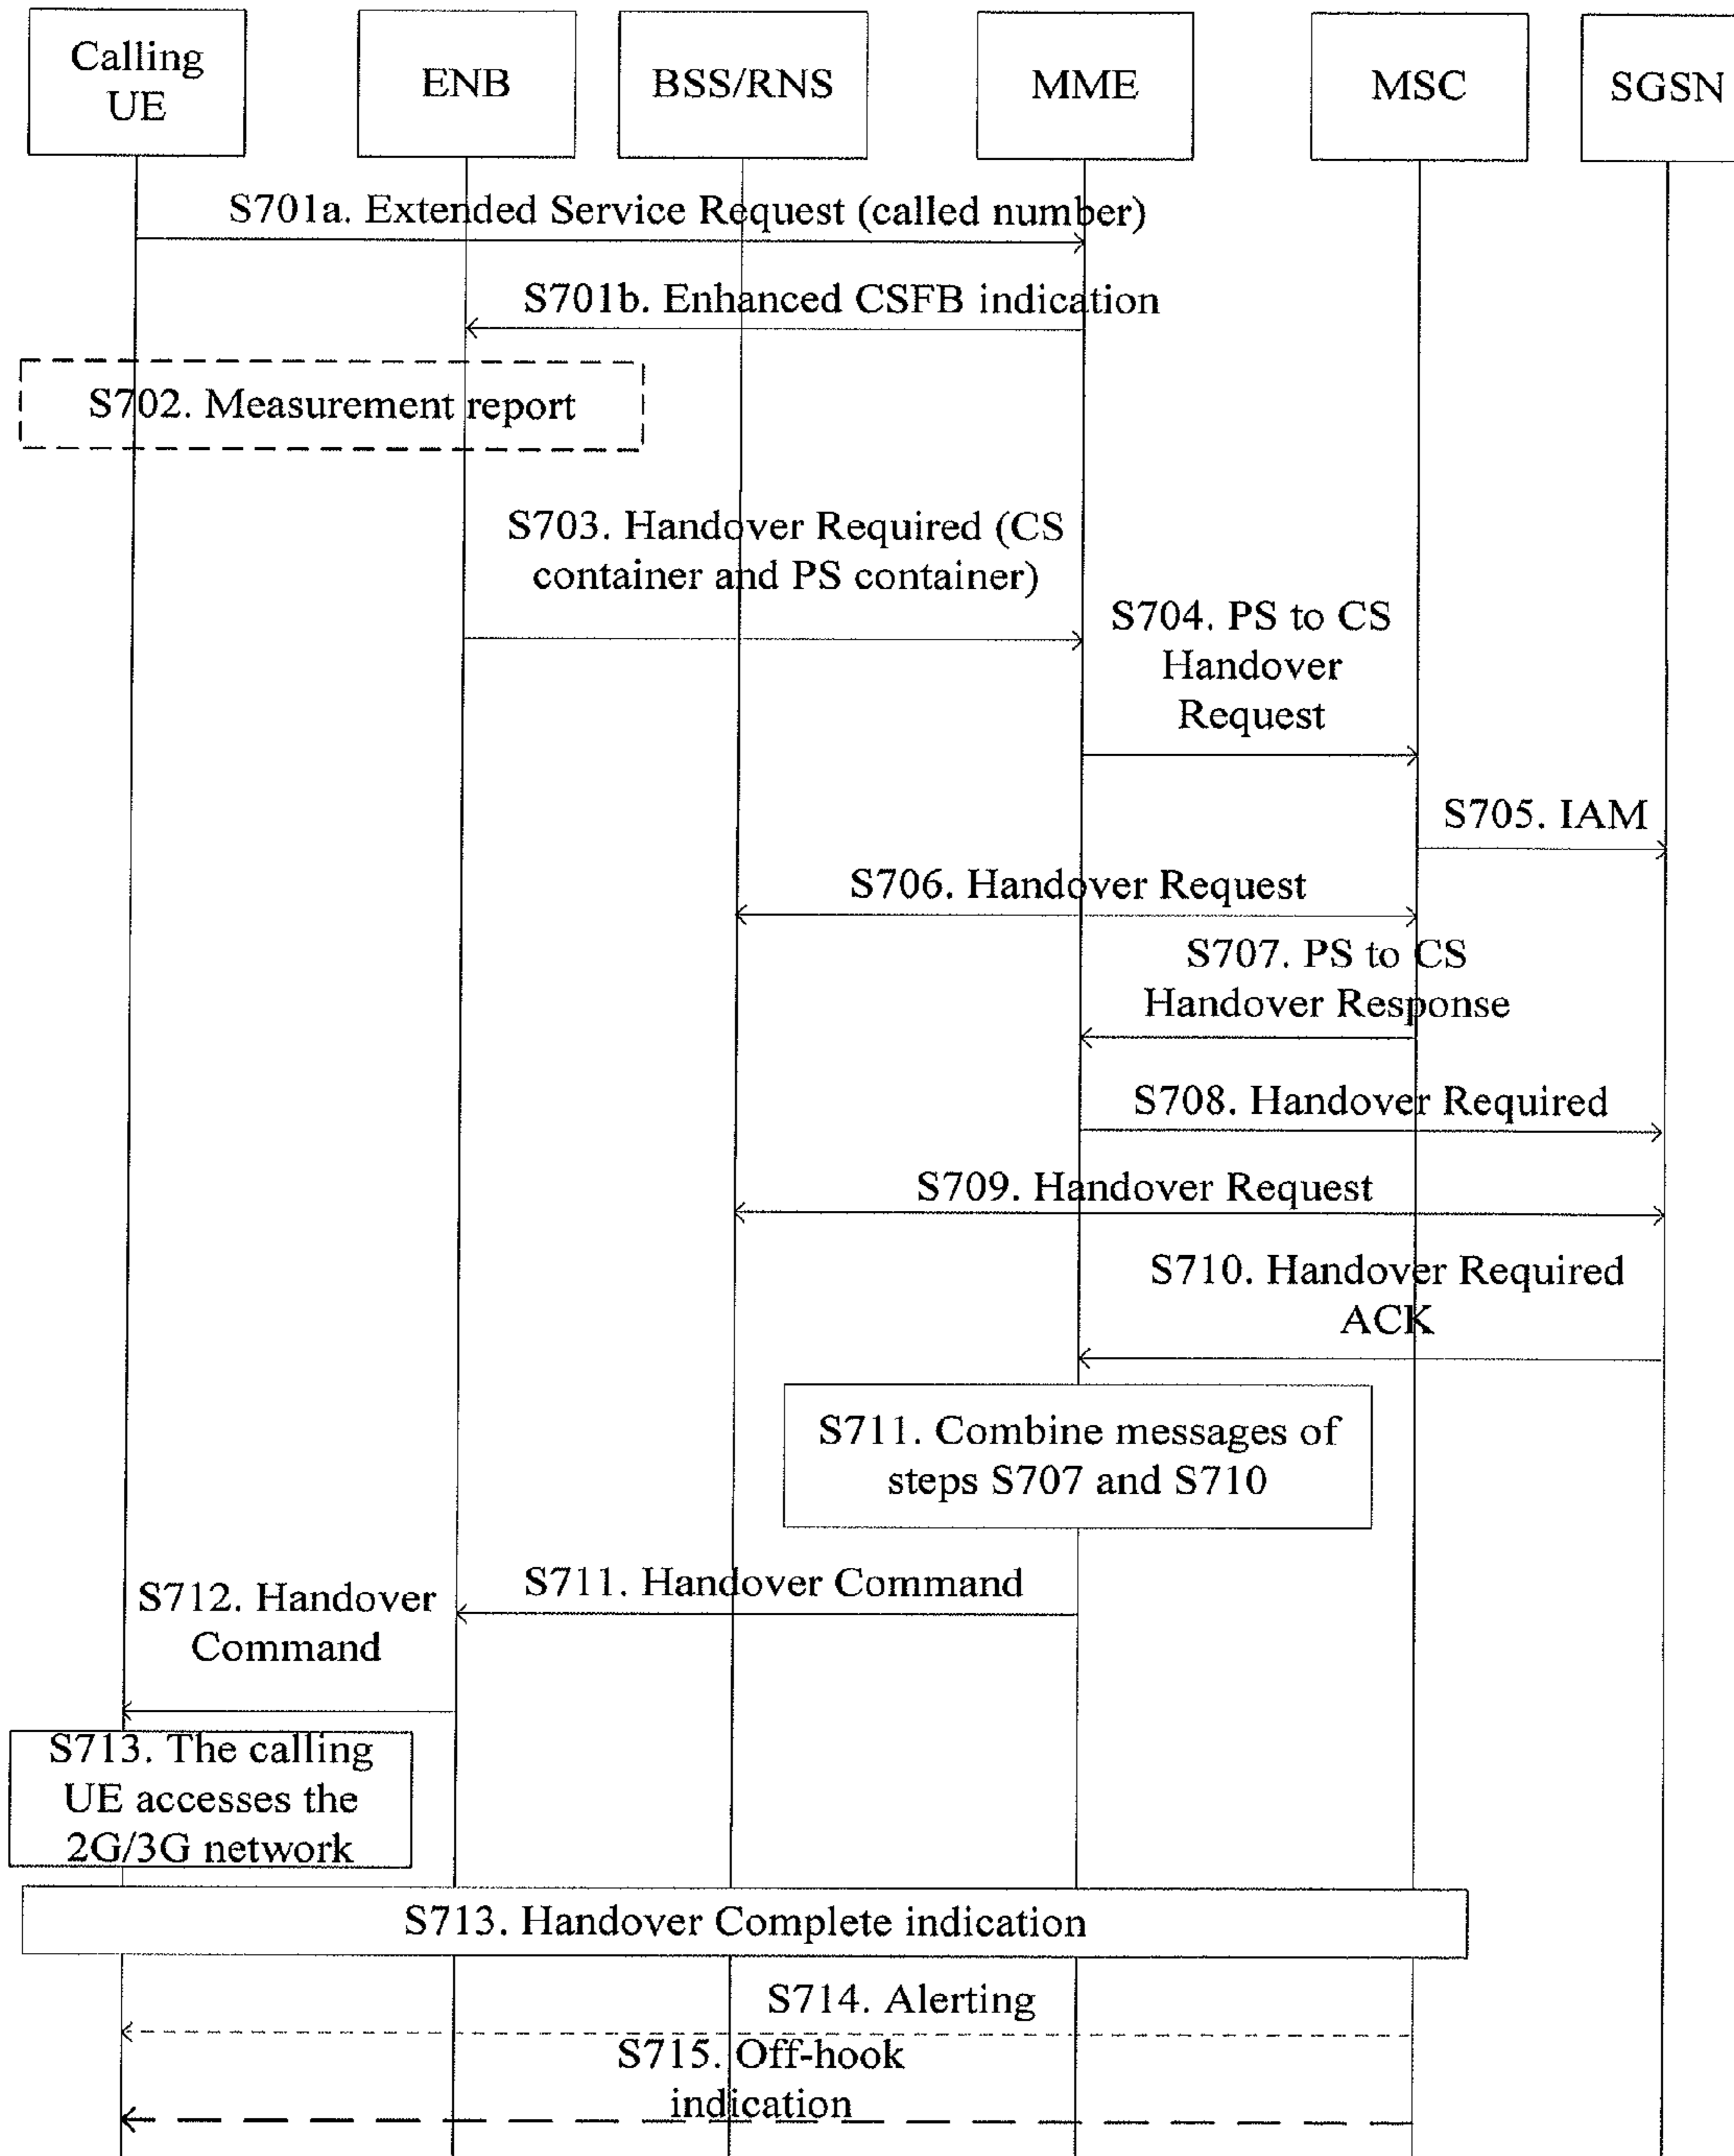 Calling
UE
ENB
BSS/RNS
MME
MSC
SGSN
S701a. Extended Service Request (called number)
S701b. Enhanced CSFB indication
S702. Measurement report
S703. Handover Required (CS
container and PS container)
S704. PS to CS
Handover
Request
S705. IAM
S706. Handover Request
S707. PS to CS
Handover Response
S708. Handover Required
S709. Handover Request
S710. Handover Required
ACK
S711. Combine messages of
steps S707 and S710
S711. Handover Command
S712. Handover
Command
S713. The calling
UE accesses the
2G/3G network
S713. Handover Complete indication
S714. Alerting
S715. Off-hook
indication